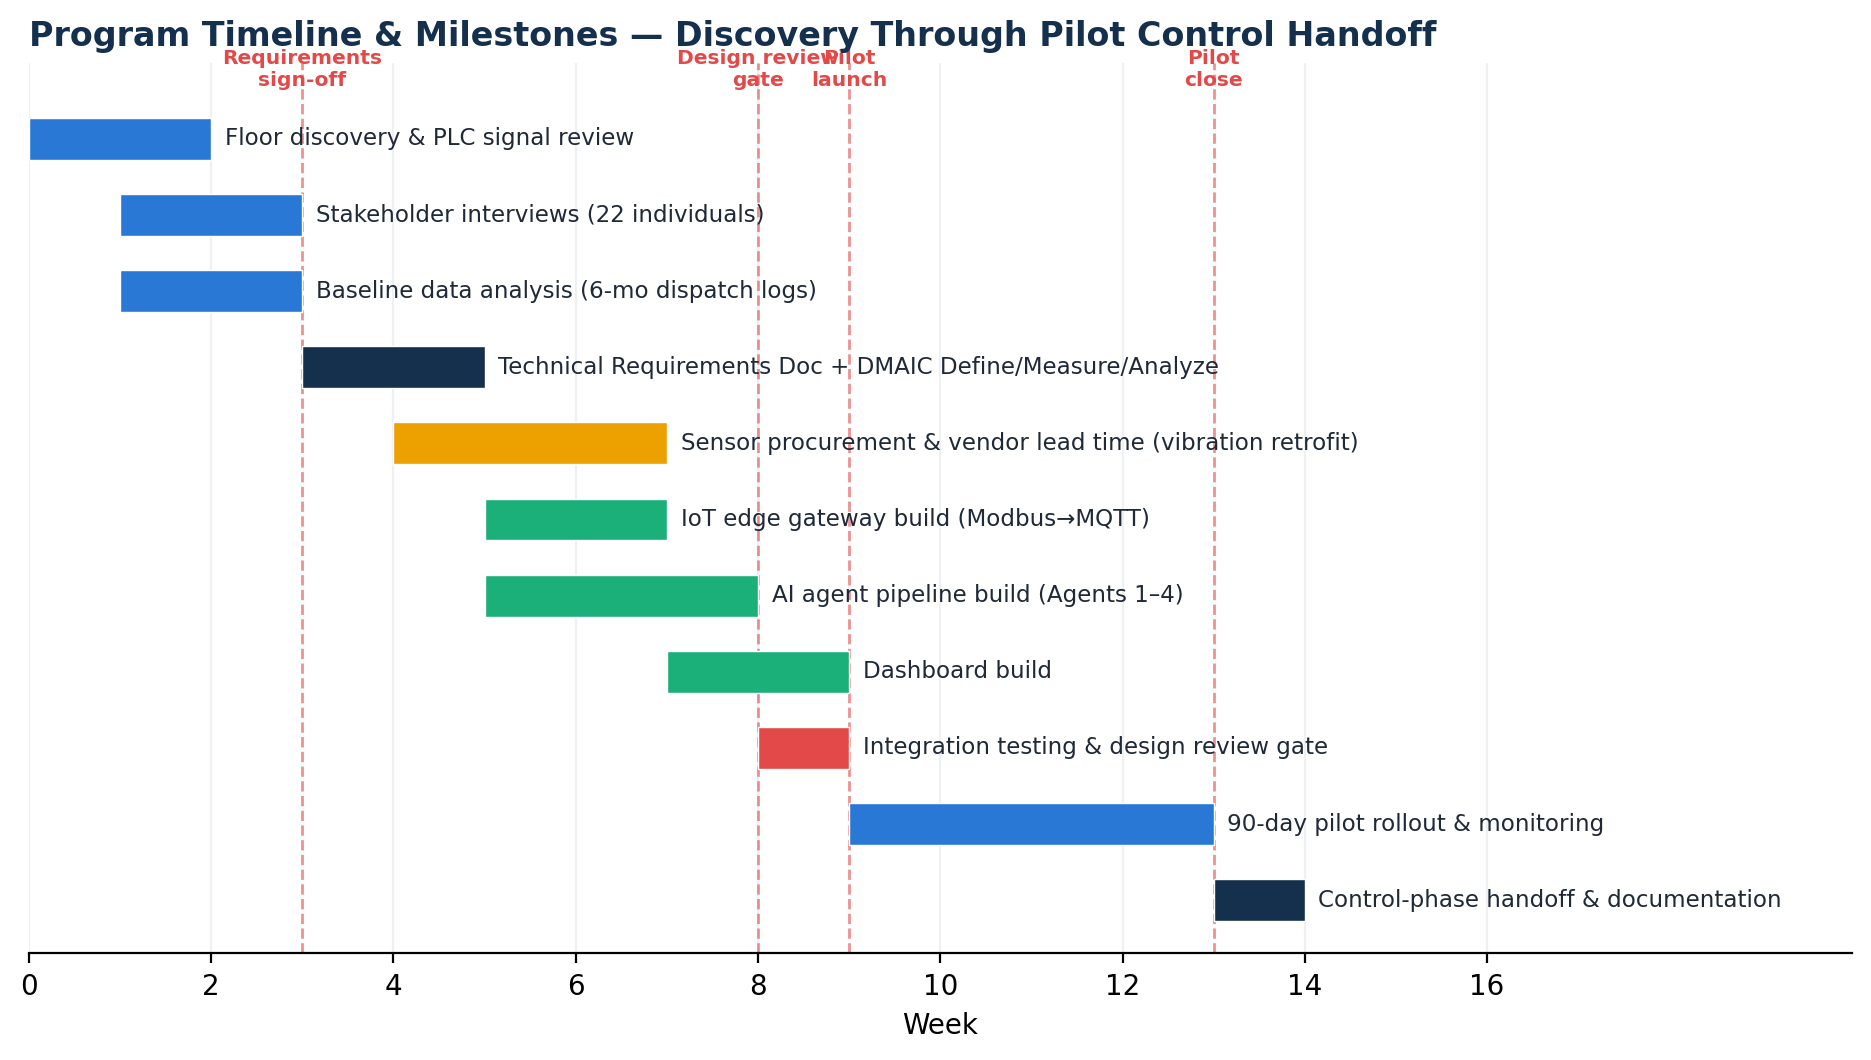 Program Timeline & Milestones — Discovery Through Pilot Control Handoff
Requirements
sign-off
Design review
gate
Pilot
launch
Pilot
close
Floor discovery & PLC signal review
Stakeholder interviews (22 individuals)
Baseline data analysis (6-mo dispatch logs)
Technical Requirements Doc + DMAIC Define/Measure/Analyze
Sensor procurement & vendor lead time (vibration retrofit)
IoT edge gateway build (Modbus→MQTT)
AI agent pipeline build (Agents 1–4)
Dashboard build
Integration testing & design review gate
90-day pilot rollout & monitoring
Control-phase handoff & documentation
0 2 4 6 8 10 12 14 16
Week